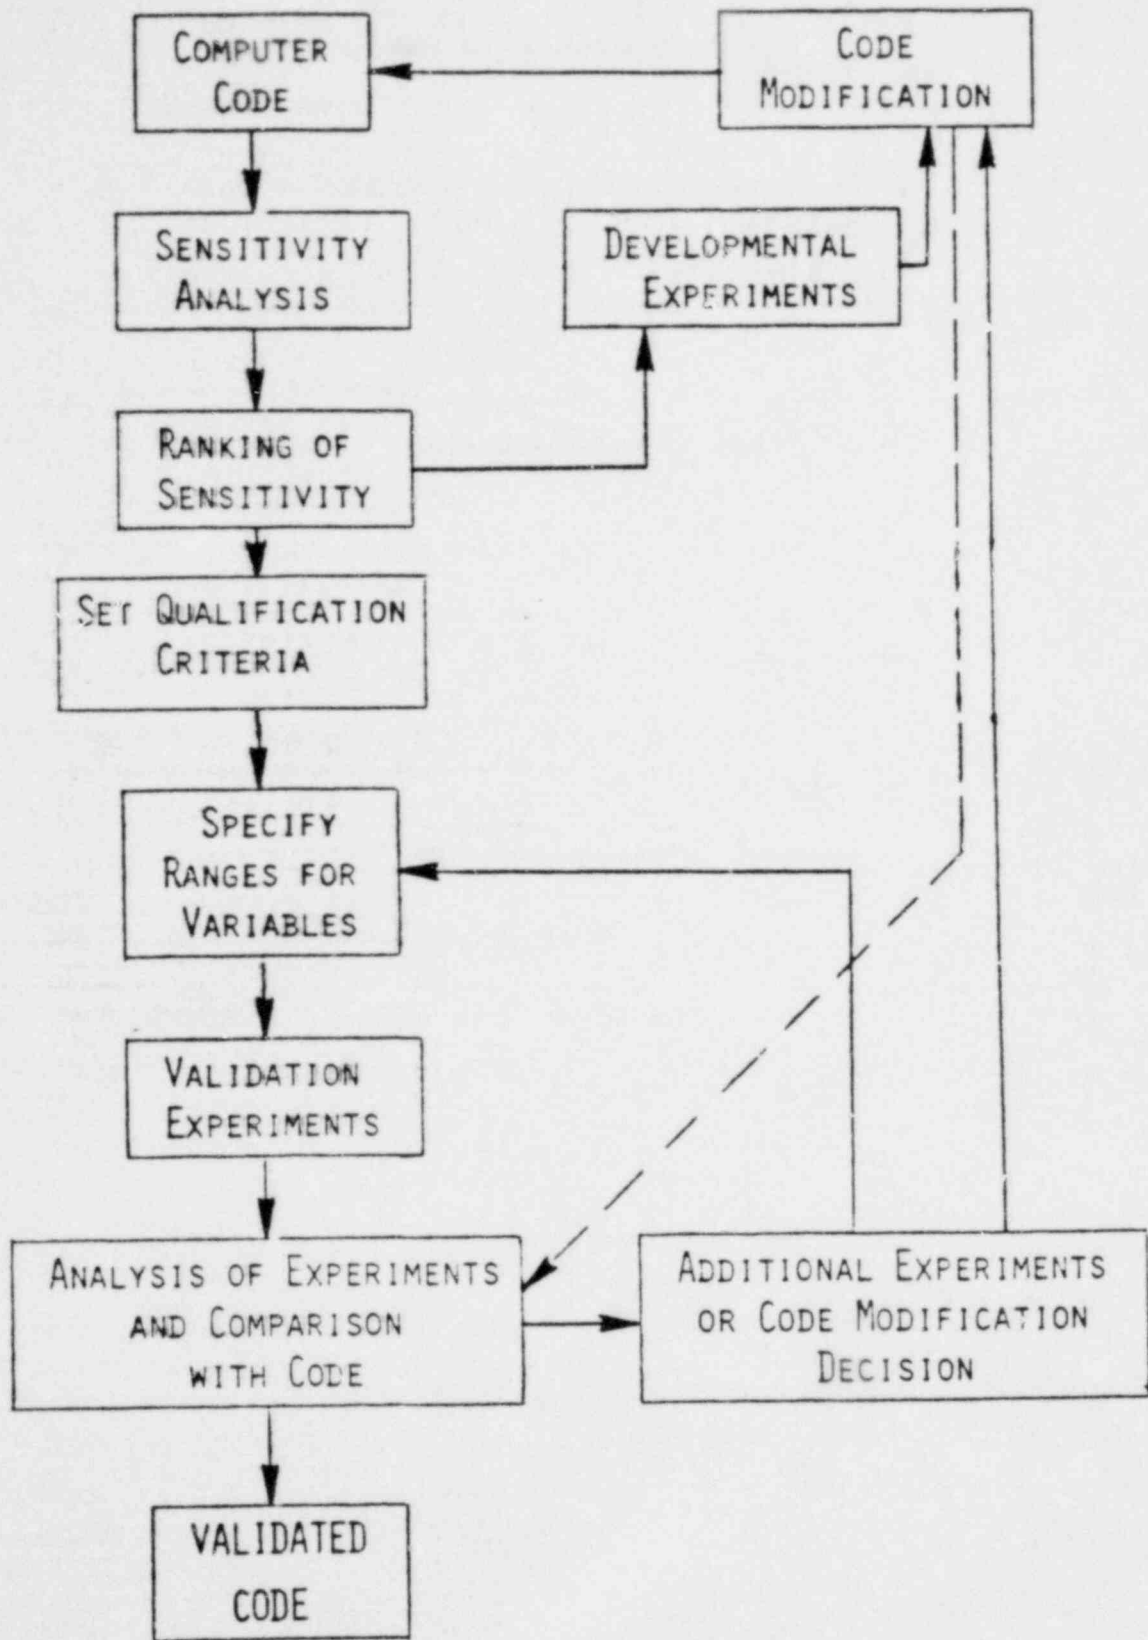 COMPUTER
CODE
CODE
MODIFICATION
SENSITIVITY
ANALYSIS
DEVELOPMENTAL
EXPERIMENTS
RANKING OF
SENSITIVITY
SET QUALIFICATION
CRITERIA
SPECIFY
RANGES FOR
VARIABLES
VALIDATION
EXPERIMENTS
ANALYSIS OF EXPERIMENTS
AND COMPARISON
WITH CODE
ADDITIONAL EXPERIMENTS
OR CODE MODIFICATION
DECISION
VALIDATED
CODE